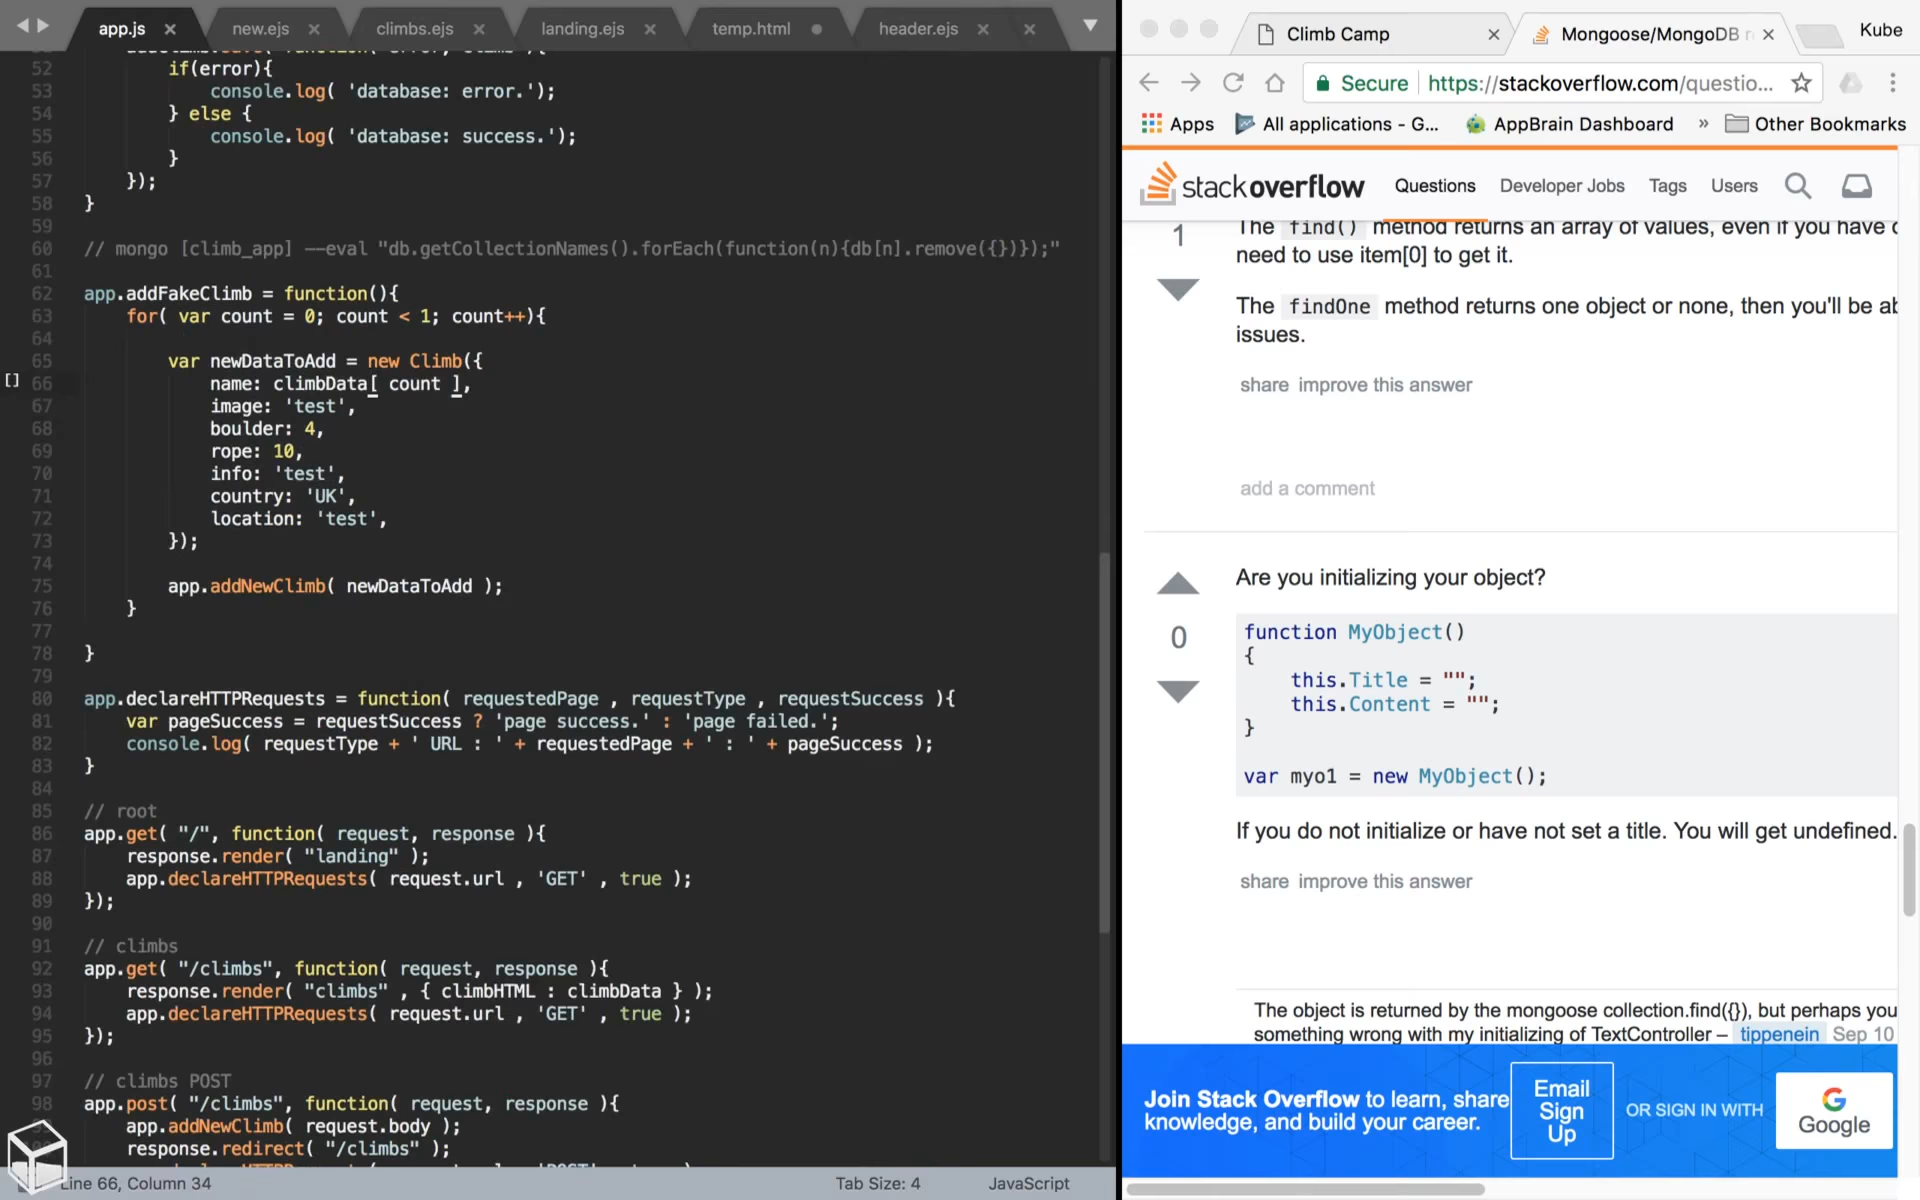 app.js
new.ejs
climbs.ejs
landing.ejs
temp.html
header.ejs
52 if(error){
53 console.log( 'database: error.');
54 } else {
55 console.log( 'database: success.');
56 }
57 });
58 }
59
60 // mongo [climb_app] --eval "db.getCollectionNames().forEach(function(n){db[n].remove({})});"
61
62 app.addFakeClimb = function(){
63 for( var count = 0; count < 1; count++){
64
65 var newDataToAdd = new Climb({
66 name: climbData[ count ],
67 image: 'test',
68 boulder: 4,
69 rope: 10,
70 info: 'test',
71 country: 'UK',
72 location: 'test',
73 });
74
75 app.addNewClimb( newDataToAdd );
76 }
77
78 }
79
80 app.declareHTTPRequests = function( requestedPage , requestType , requestSuccess ){
81 var pageSuccess = requestSuccess ? 'page success.' : 'page failed.';
82 console.log( requestType + ' URL : ' + requestedPage + ' : ' + pageSuccess );
83 }
84
85 // root
86 app.get( "/", function( request, response ){
87 response.render( "landing" );
88 app.declareHTTPRequests( request.url , 'GET' , true );
89 });
90
91 // climbs
92 app.get( "/climbs", function( request, response ){
93 response.render( "climbs" , { climbHTML : climbData } );
94 app.declareHTTPRequests( request.url , 'GET' , true );
95 });
96
97 // climbs POST
98 app.post( "/climbs", function( request, response ){
app.addNewClimb( request.body );
response.redirect( "/climbs" );
Line 66, Column 34
Tab Size: 4
JavaScript
Climb Camp
Mongoose/MongoDB
Kube
Secure
https://stackoverflow.com/questio...
Apps
All applications - G...
AppBrain Dashboard
»
Other Bookmarks
stackoverflow
Questions
Developer Jobs
Tags
Users
1
The find() method returns an array of values, even if you have
need to use item[0] to get it.
The findOne method returns one object or none, then you'll be
issues.
share improve this answer
add a comment
Are you initializing your object?
0
function MyObject()
{
this.Title = "";
this.Content = "";
}
var myo1 = new MyObject();
If you do not initialize or have not set a title. You will get undefined.
share improve this answer
The object is returned by the mongoose collection.find({}), but perhaps you
something wrong with my initializing of TextController – tippenein Sep 10
Join Stack Overflow to learn, share
knowledge, and build your career.
Email
Sign
Up
OR SIGN IN WITH
Google